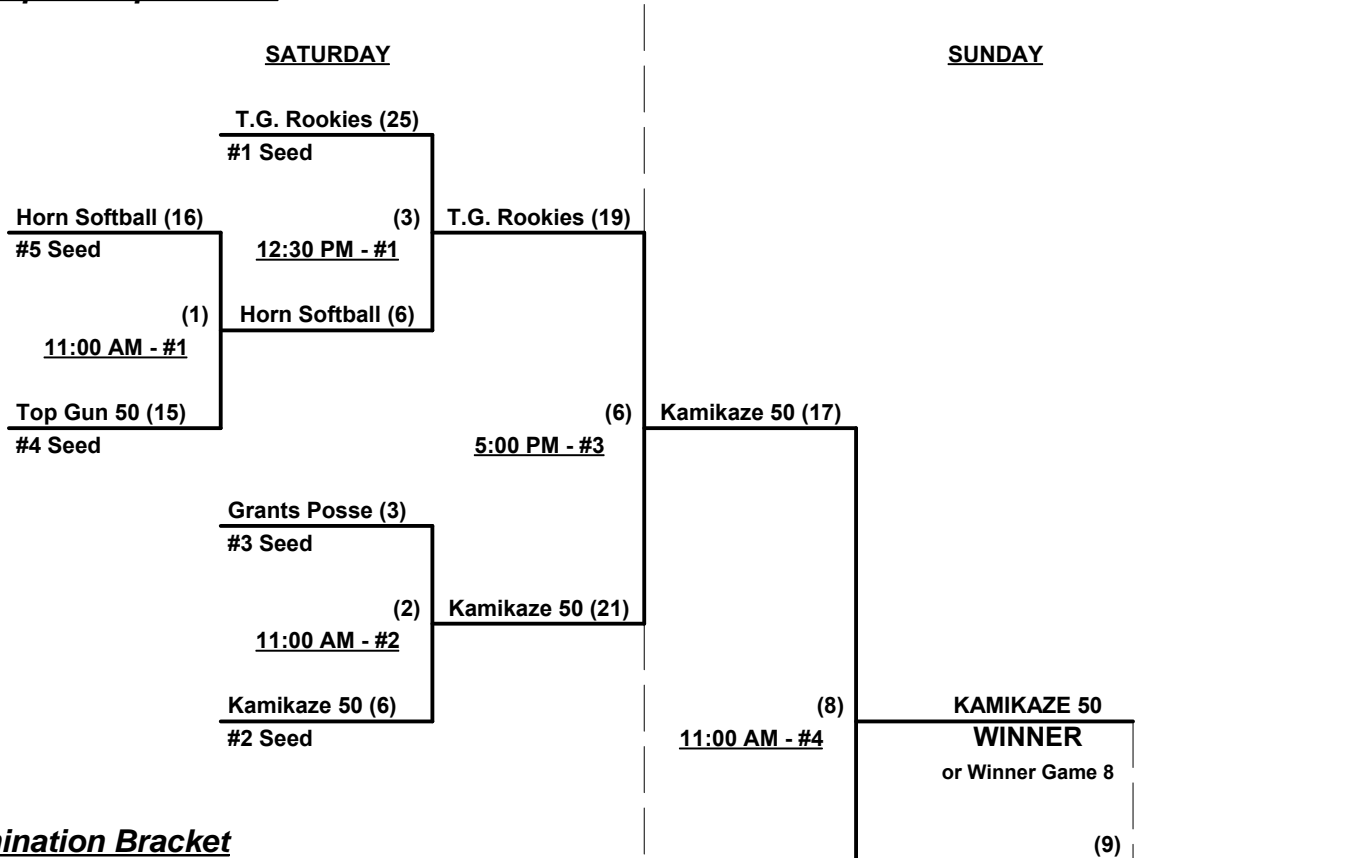 SATURDAY
SUNDAY
T.G. Rookies (25)
#1 Seed
Horn Softball (16)
(3)
T.G. Rookies (19)
#5 Seed
12:30 PM - #1
(1)
Horn Softball (6)
11:00 AM - #1
Top Gun 50 (15)
(6)
Kamikaze 50 (17)
#4 Seed
5:00 PM - #3
Grants Posse (3)
#3 Seed
(2)
Kamikaze 50 (21)
11:00 AM - #2
Kamikaze 50 (6)
(8)
KAMIKAZE 50
#2 Seed
11:00 AM - #4
WINNER
or Winner Game 8
Bracket
(9)